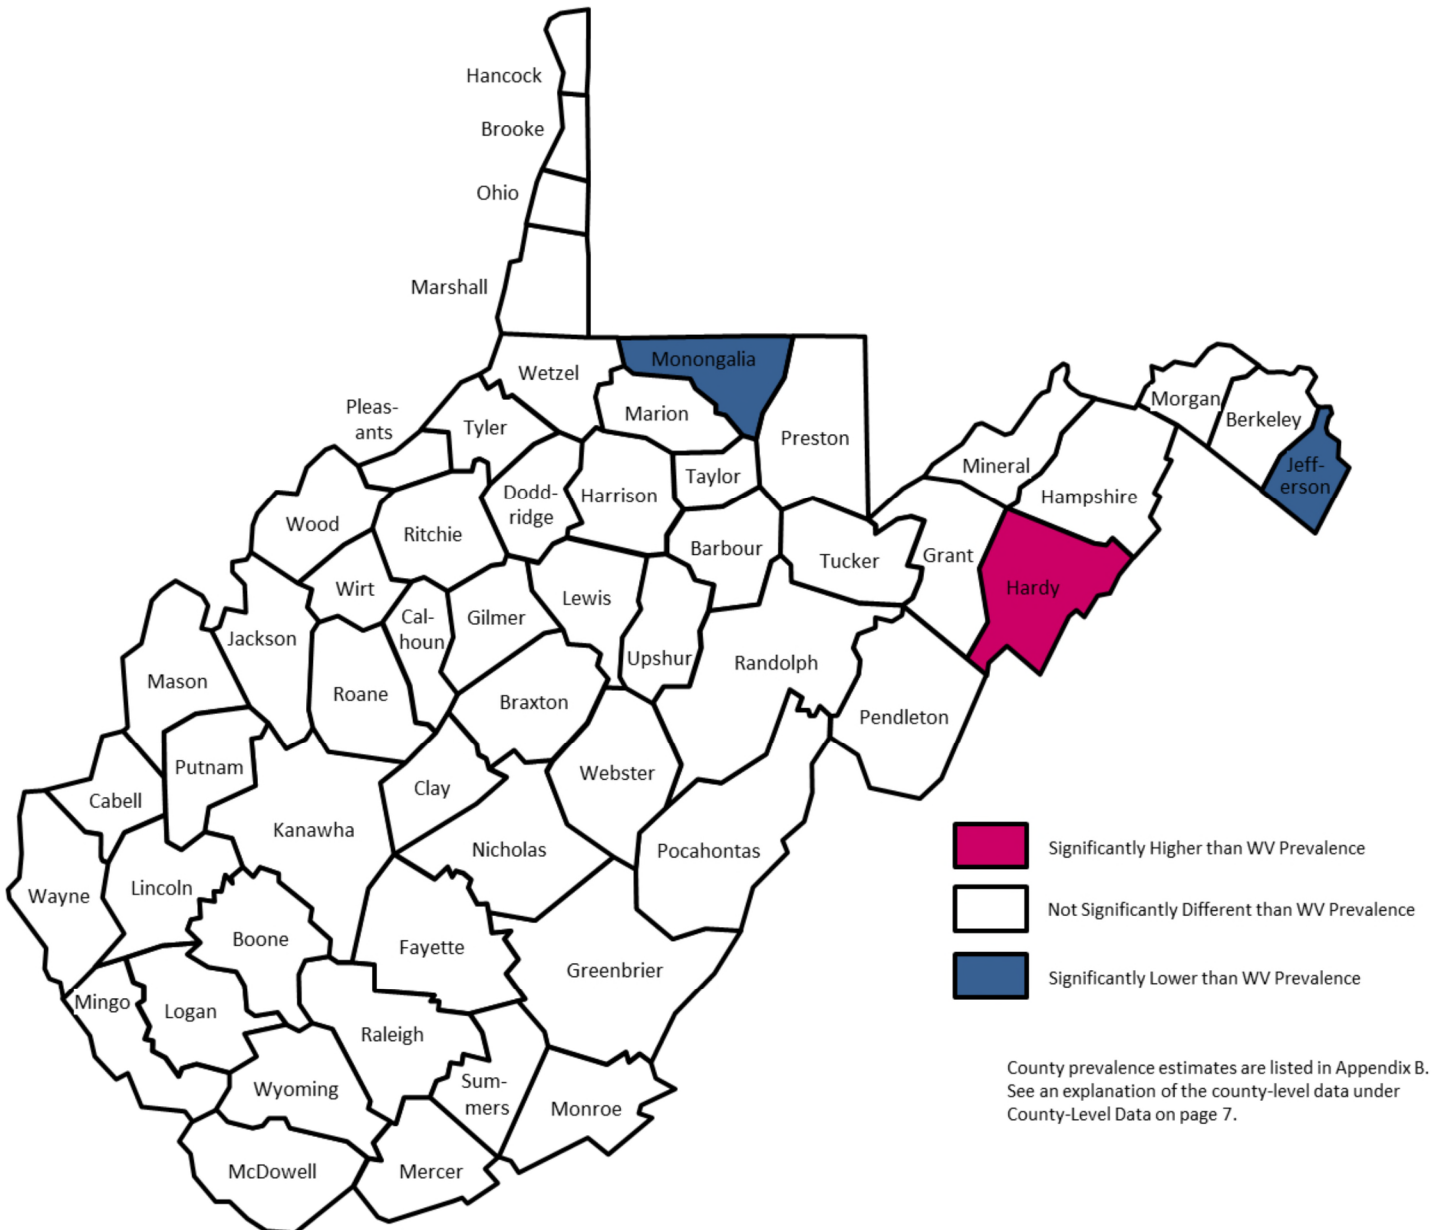 Hancock
Brooke
Ohio
Marshall
Wetzel
Monongalia
Marion
Preston
Pleas-
ants
Tyler
Morgan
Berkeley
Jeff-
erson
Mineral
Hampshire
Taylor
Dodd-
ridge
Harrison
Wood
Ritchie
Barbour
Tucker
Grant
Hardy
Wirt
Cal-
houn
Gilmer
Lewis
Upshur
Randolph
Jackson
Mason
Roane
Braxton
Pendleton
Putnam
Cabell
Clay
Webster
Kanawha
Nicholas
Pocahontas
Wayne
Lincoln
Boone
Fayette
Greenbrier
Mingo
Logan
Raleigh
Wyoming
Sum-
mers
Monroe
McDowell
Mercer
Significantly Higher than WV Prevalence
Not Significantly Different than WV Prevalence
Significantly Lower than WV Prevalence
County prevalence estimates are listed in Appendix B.
See an explanation of the county-level data under
County-Level Data on page 7.